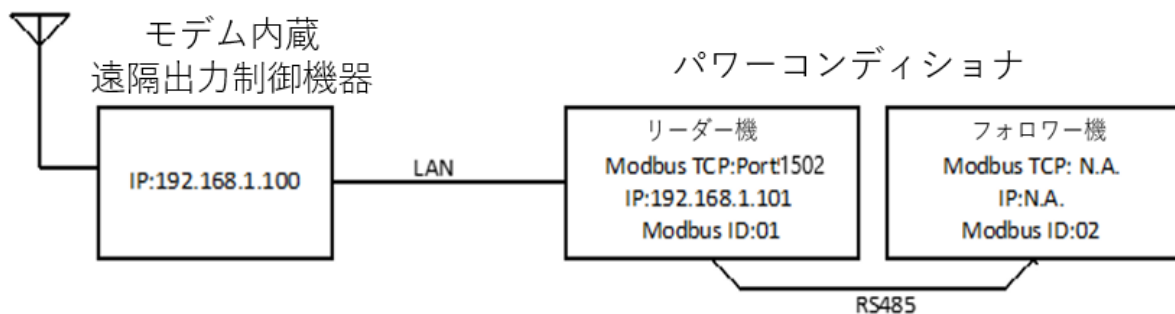 モデム内蔵
遠隔出力制御機器
IP:192.168.1.100
LAN
パワーコンディショナ
リーダー機
Modbus TCP:Port:1502
IP:192.168.1.101
Modbus ID:01
フォロワー機
Modbus TCP: N.A.
IP:N.A.
Modbus ID:02
RS485